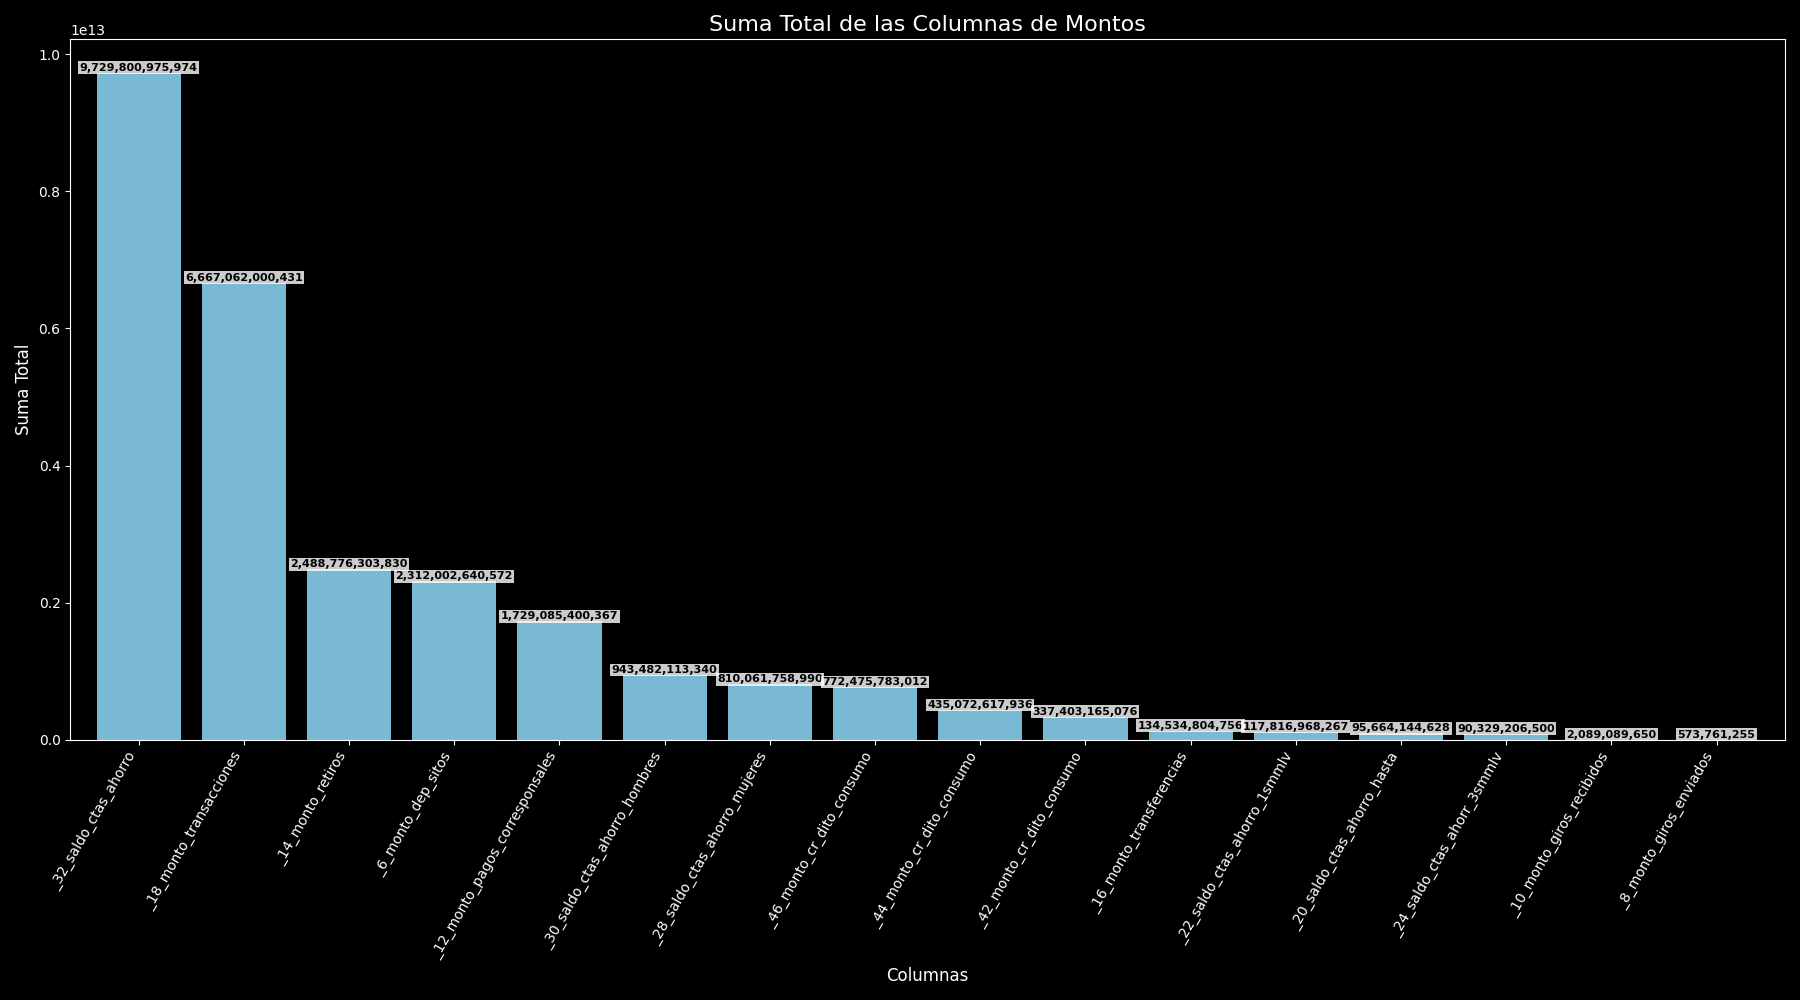 Suma Total de las Columnas de Montos
1e13
1.0
0.8
0.6
0.4
0.2
0.0
Suma Total
9,729,800,975,974
6,667,062,000,431
2,488,776,303,830
2,312,002,640,572
1,729,085,400,367
943,482,113,340
810,061,758,990
772,475,783,012
435,072,617,936
337,403,165,076
134,534,804,756
117,816,968,267
95,664,144,628
90,329,206,500
2,089,089,650
573,761,255
_32_saldo_ctas_ahorro
_18_monto_transacciones
_14_monto_retiros
_6_monto_dep_sitos
_12_monto_pagos_corresponsales
_30_saldo_ctas_ahorro_hombres
_28_saldo_ctas_ahorro_mujeres
_46_monto_cr_dito_consumo
_44_monto_cr_dito_consumo
_42_monto_cr_dito_consumo
_16_monto_transferencias
_22_saldo_ctas_ahorro_1smmlv
_20_saldo_ctas_ahorro_hasta
_24_saldo_ctas_ahorr_3smmlv
_10_monto_giros_recibidos
_8_monto_giros_enviados
Columnas